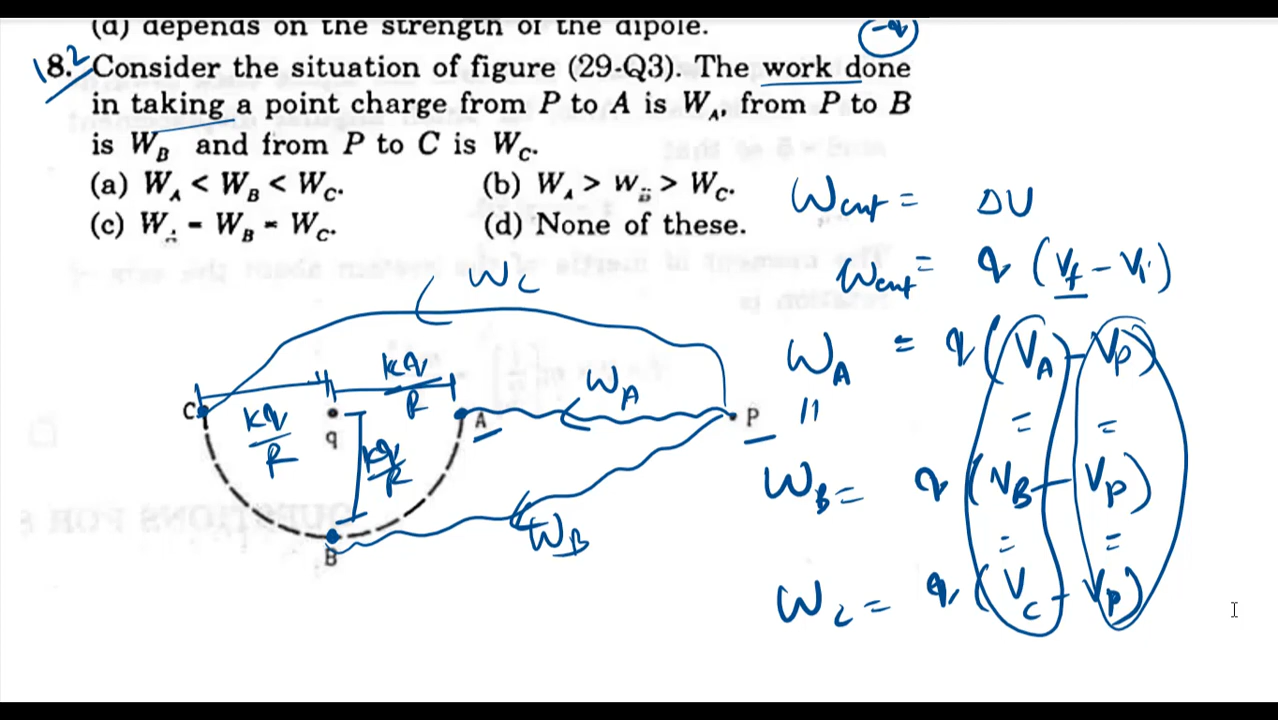 (d) depends on the strength of the dipole.
-q
8. Consider the situation of figure (29-Q3). The work done
in taking a point charge from P to A is W_A, from P to B
is W_B and from P to C is W_C.
(a) W_A < W_B < W_C. (b) W_A > W_B > W_C.
(c) W_A = W_B = W_C. (d) None of these.
W_ext = ΔU
W_ext = q (V_f - V_i)
W_C
W_A = q (V_A - V_P)
kq/R
W_A
C kq/R q kq/R A P
|| = =
W_B = q (V_B - V_P)
W_B
= =
B
W_C = q (V_C - V_P)